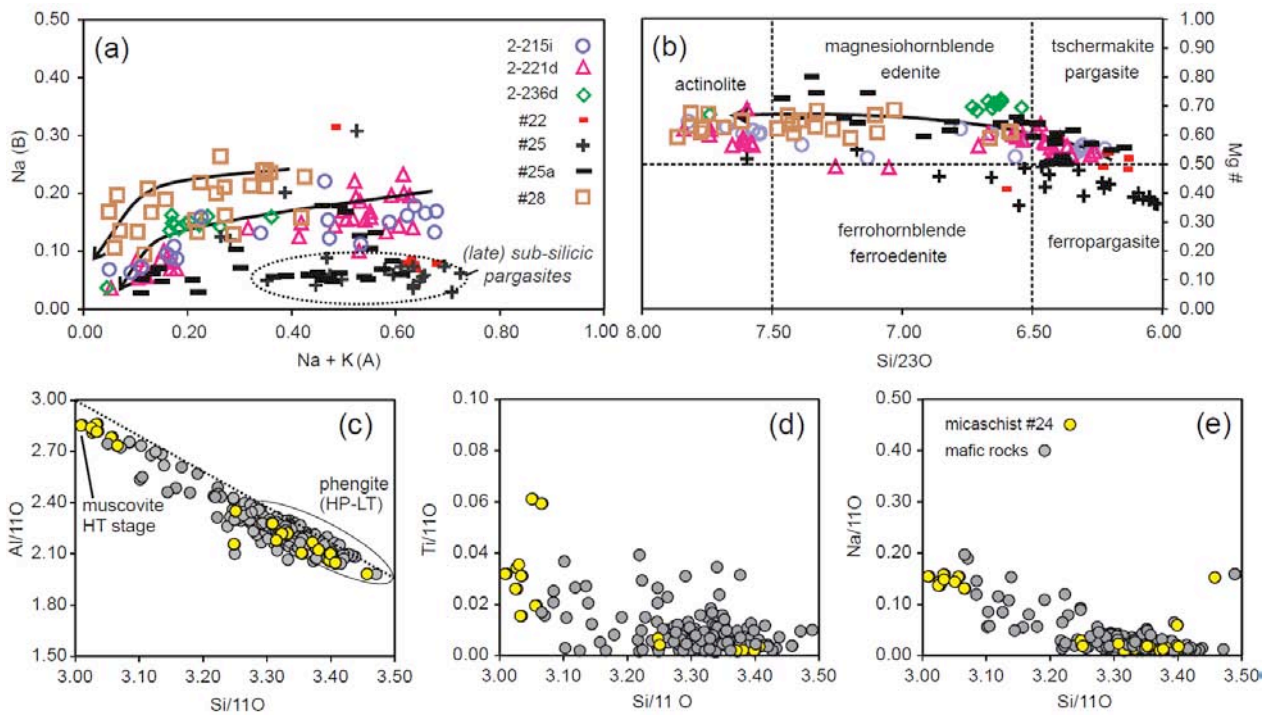 (a)
0.50
0.40
0.30
0.20
0.10
0.00
0.00
0.20
0.40
0.60
0.80
1.00
Na (B)
Na + K (A)
2-215i
2-221d
2-236d
#22
#25
#25a
#28
(late) sub-silicic
pargasites
(b)
magnesiohornblende
edenite
tschermakite
pargasite
actinolite
ferrohornblende
ferroedenite
ferropargasite
1.00
0.90
0.80
0.70
0.60
0.50
0.40
0.30
0.20
0.10
0.00
Mg #
8.00
7.50
7.00
6.50
6.00
Si/23O
(c)
3.00
2.70
2.40
2.10
1.80
1.50
Al/11O
muscovite
HT stage
phengite
(HP-LT)
3.00
3.10
3.20
3.30
3.40
3.50
Si/11O
(d)
0.10
0.08
0.06
0.04
0.02
0.00
Ti/11O
3.00
3.10
3.20
3.30
3.40
3.50
Si/11 O
(e)
micaschist #24
mafic rocks
0.50
0.40
0.30
0.20
0.10
0.00
Na/11O
3.00
3.10
3.20
3.30
3.40
3.50
Si/11O